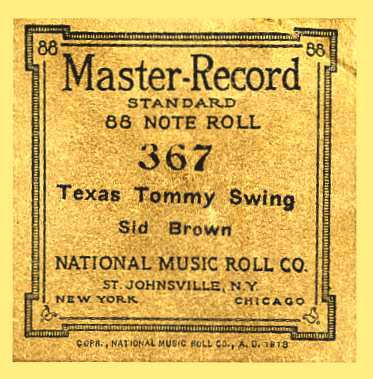 88 88
Master-Record
STANDARD
88 NOTE ROLL
367
Texas Tommy Swing
Sid Brown
NATIONAL MUSIC ROLL CO.
ST. JOHNSVILLE, N.Y.
NEW YORK CHICAGO
COPR., NATIONAL MUSIC ROLL CO., A. D. 1913